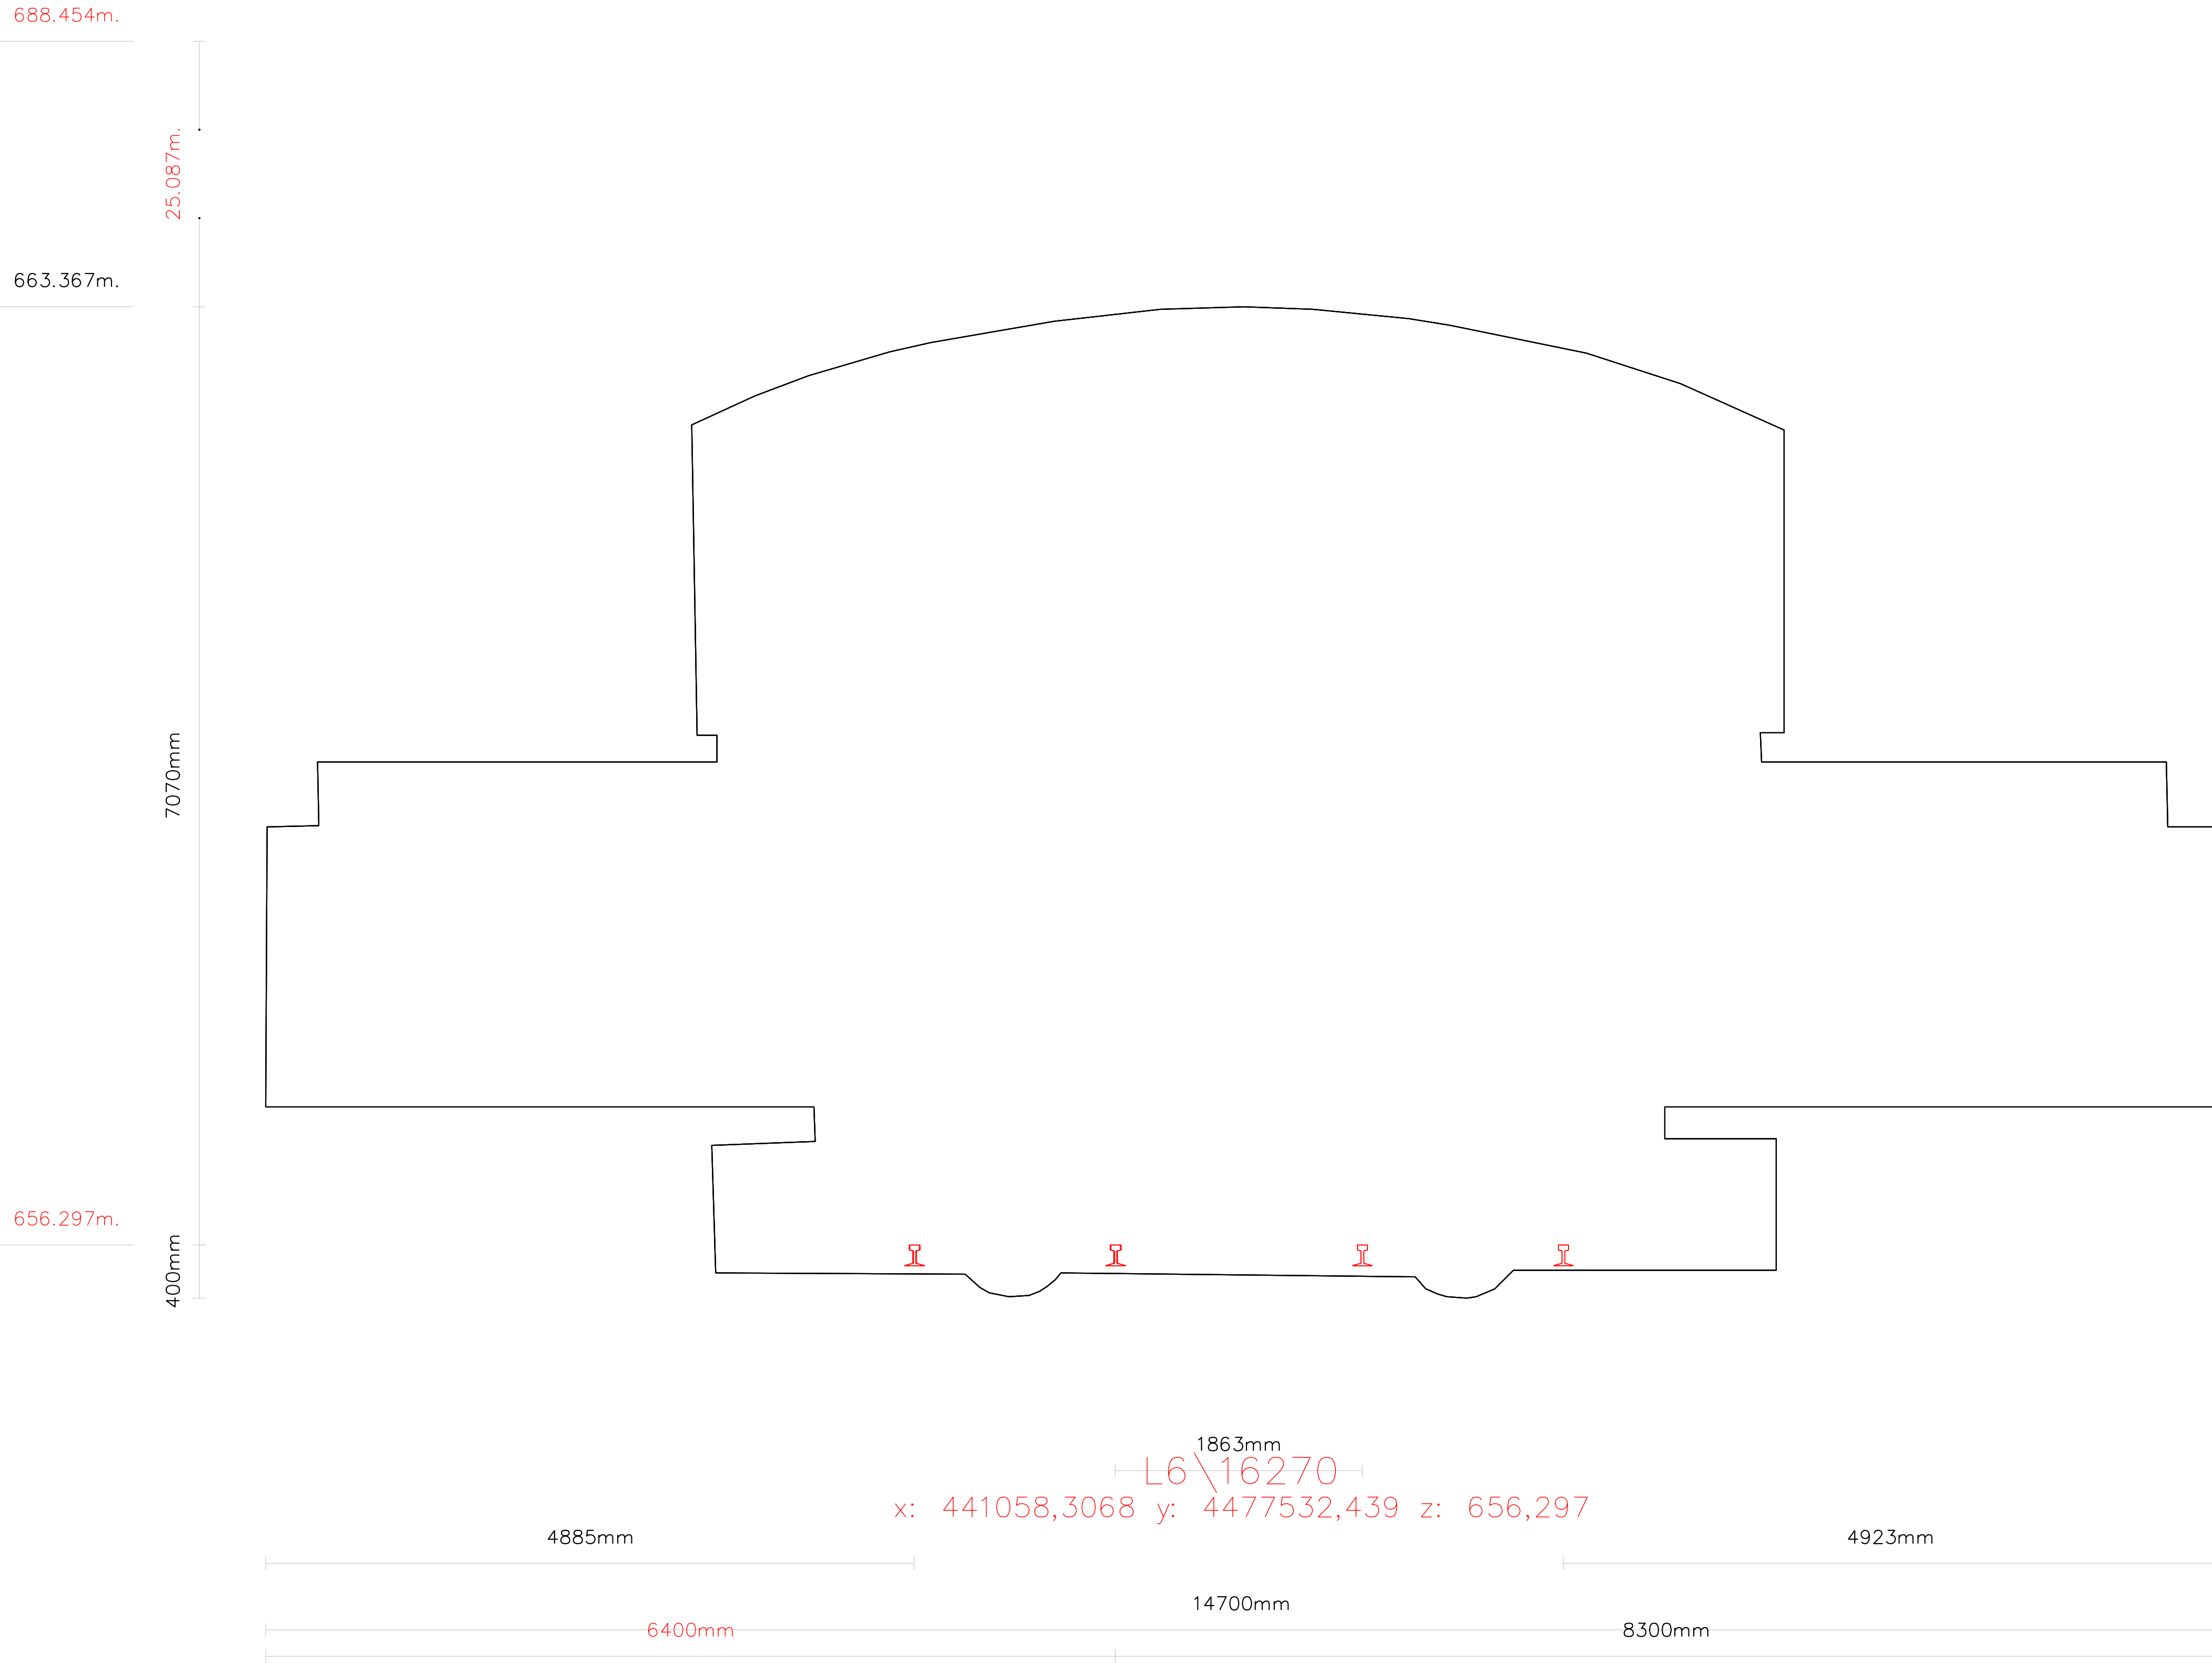 688.454m.
25.087m.
663.367m.
7070mm
656.297m.
400mm
1863mm
L6\16270
x: 441058,3068 y: 4477532,439 z: 656,297
4885mm
4923mm
14700mm
6400mm
8300mm